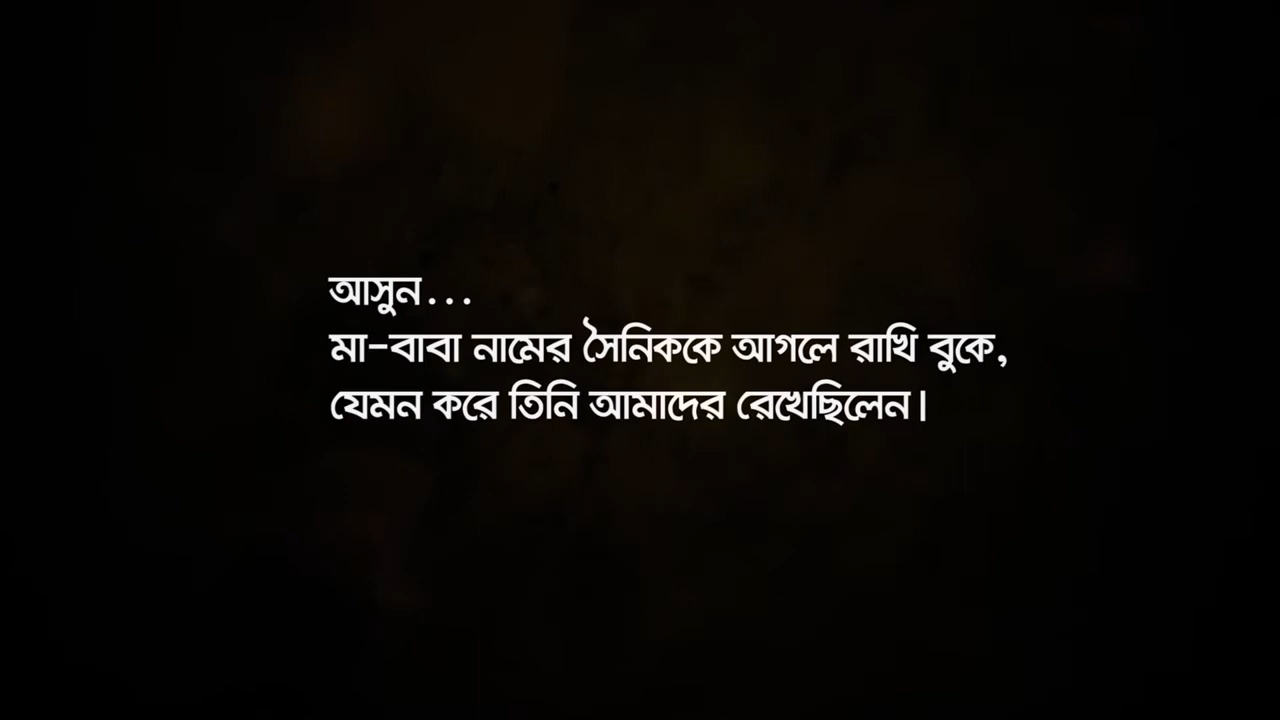 আসুন...
মা-বাবা নামের সৈনিককে আগলে রাখি বুকে,
যেমন করে তিনি আমাদের রেখেছিলেন।